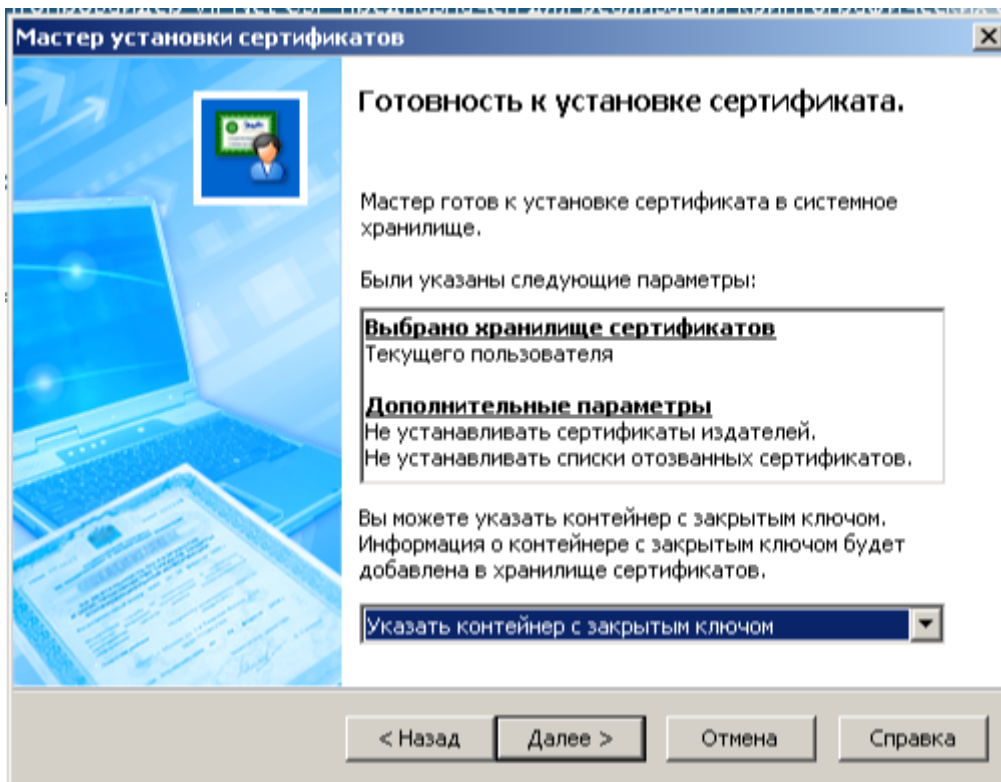 Мастер установки сертификатов
Готовность к установке сертификата.
Мастер готов к установке сертификата в системное
хранилище.
Были указаны следующие параметры:
Выбрано хранилище сертификатов
Текущего пользователя
Дополнительные параметры
Не устанавливать сертификаты издателей.
Не устанавливать списки отозванных сертификатов.
Вы можете указать контейнер с закрытым ключом.
Информация о контейнере с закрытым ключом будет
добавлена в хранилище сертификатов.
Указать контейнер с закрытым ключом
< Назад
Далее >
Отмена
Справка